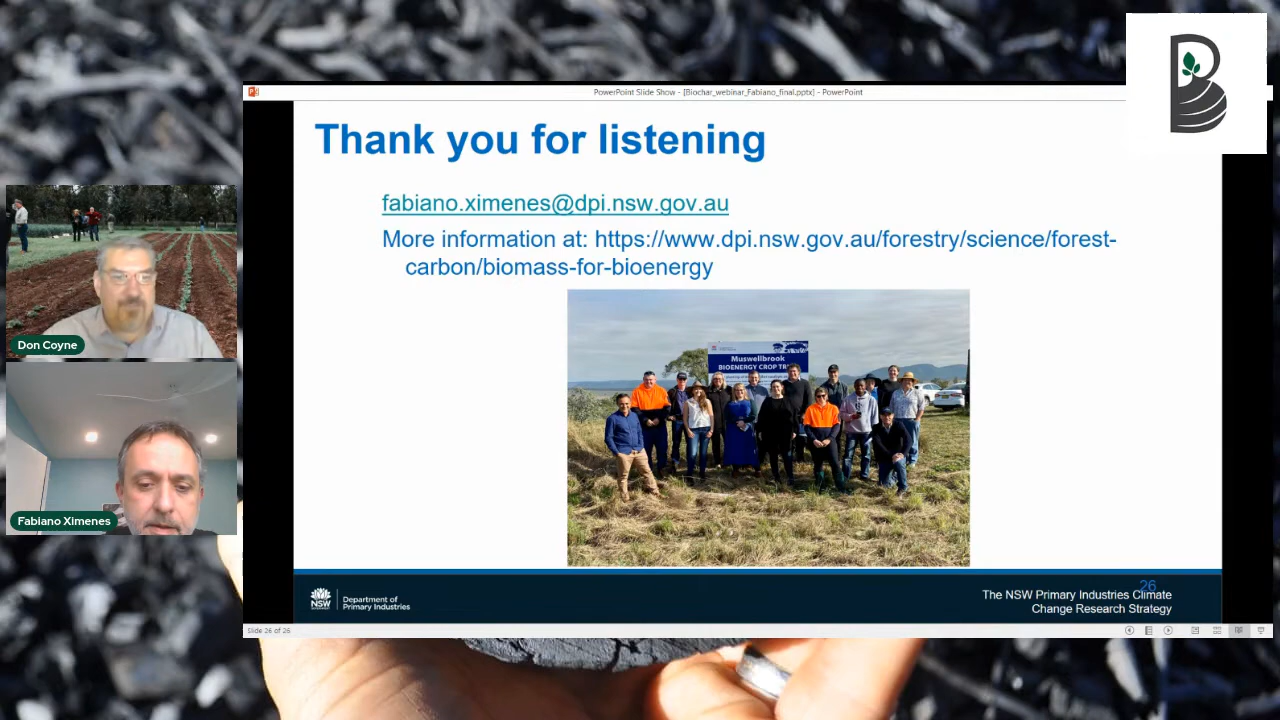 PowerPoint Slide Show - [Biochar_webinar_Fabiano_final.pptx] - PowerPoint
Thank you for listening
fabiano.ximenes@dpi.nsw.gov.au
More information at: https://www.dpi.nsw.gov.au/forestry/science/forest-
carbon/biomass-for-bioenergy
Muswellbrook
BIOENERGY CROP TR
Don Coyne
Fabiano Ximenes
NSW
Department of
Primary Industries
26
The NSW Primary Industries Climate
Change Research Strategy
Slide 26 of 26